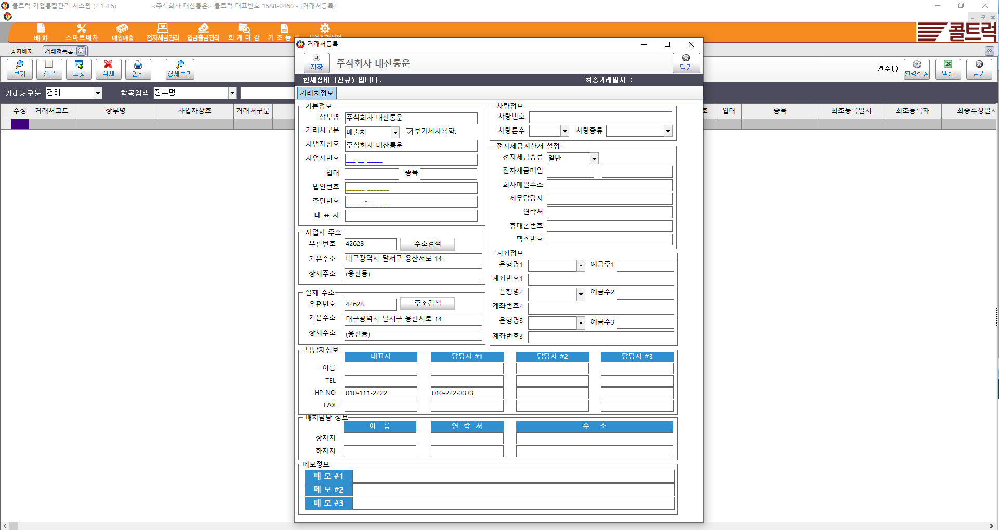 콜트럭 기업통합관리 시스템 (2.1.4.5) <주식회사 대산통운> 콜트럭 대표번호 1588-0460 - [거래처등록]
배 차 스마트배차 매입매출 전자세금관리 입금출금관리 회 계 마 감 기 초 등 록 사용환경설정
콜트럭
공차배차 거래처등록
보기 신규 수정 삭제 인쇄 상세보기 건수() 환경설정 엑셀 닫기
거래처구분 전체 항목검색 장부명
수정 거래처코드 장부명 사업자상호 거래처구분 업태 종목 최초등록일시 최초등록자 최종수정일시
거래처등록
저장 주식회사 대산통운 닫기
현재상태 (신규) 입니다. 최종거래일자 :
거래처정보
기본정보
장부명 주식회사 대산통운
거래처구분 매출처 부가세사용함.
사업자상호 주식회사 대산통운
사업자번호 ___-__-_____
업태 종목
법인번호 ______-_______
주민번호 ______-_______
대 표 자
사업자 주소
우편번호 42628 주소검색
기본주소 대구광역시 달서구 용산서로 14
상세주소 (용산동)
실제 주소
우편번호 42628 주소검색
기본주소 대구광역시 달서구 용산서로 14
상세주소 (용산동)
차량정보
차량번호
차량톤수 차량종류
전자세금계산서 설정
전자세금종류 일반
전자세금메일
회사메일주소
세무담당자
연락처
휴대폰번호
팩스번호
계좌정보
은행명1 예금주1
계좌번호1
은행명2 예금주2
계좌번호2
은행명3 예금주3
계좌번호3
담당자정보
대표자 담당자 #1 담당자 #2 담당자 #3
이름
TEL
HP NO 010-111-2222 010-222-3333
FAX
배차담당 정보
이 름 연 락 처 주 소
상차지
하차지
메모정보
메 모 #1
메 모 #2
메 모 #3